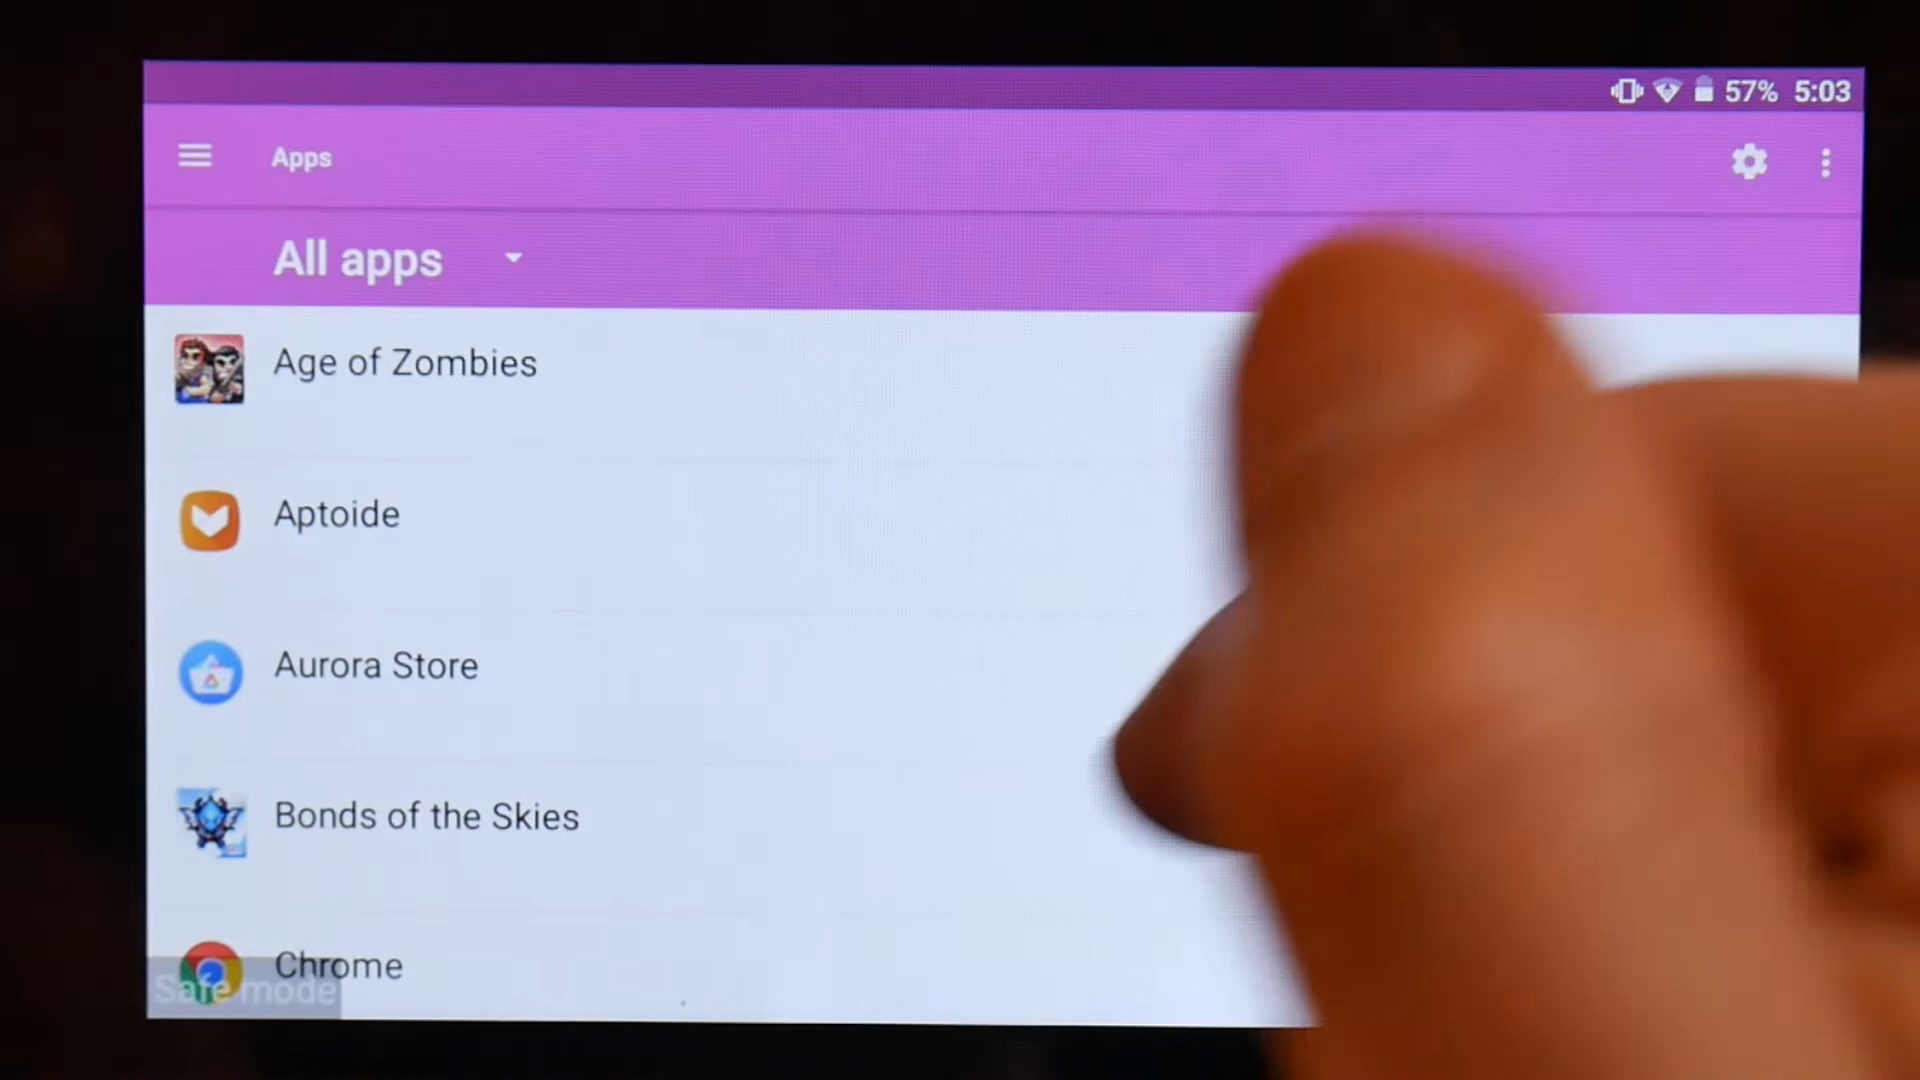 57% 5:03
Apps
All apps
Age of Zombies
Aptoide
Aurora Store
Bonds of the Skies
Chrome
Safe mode